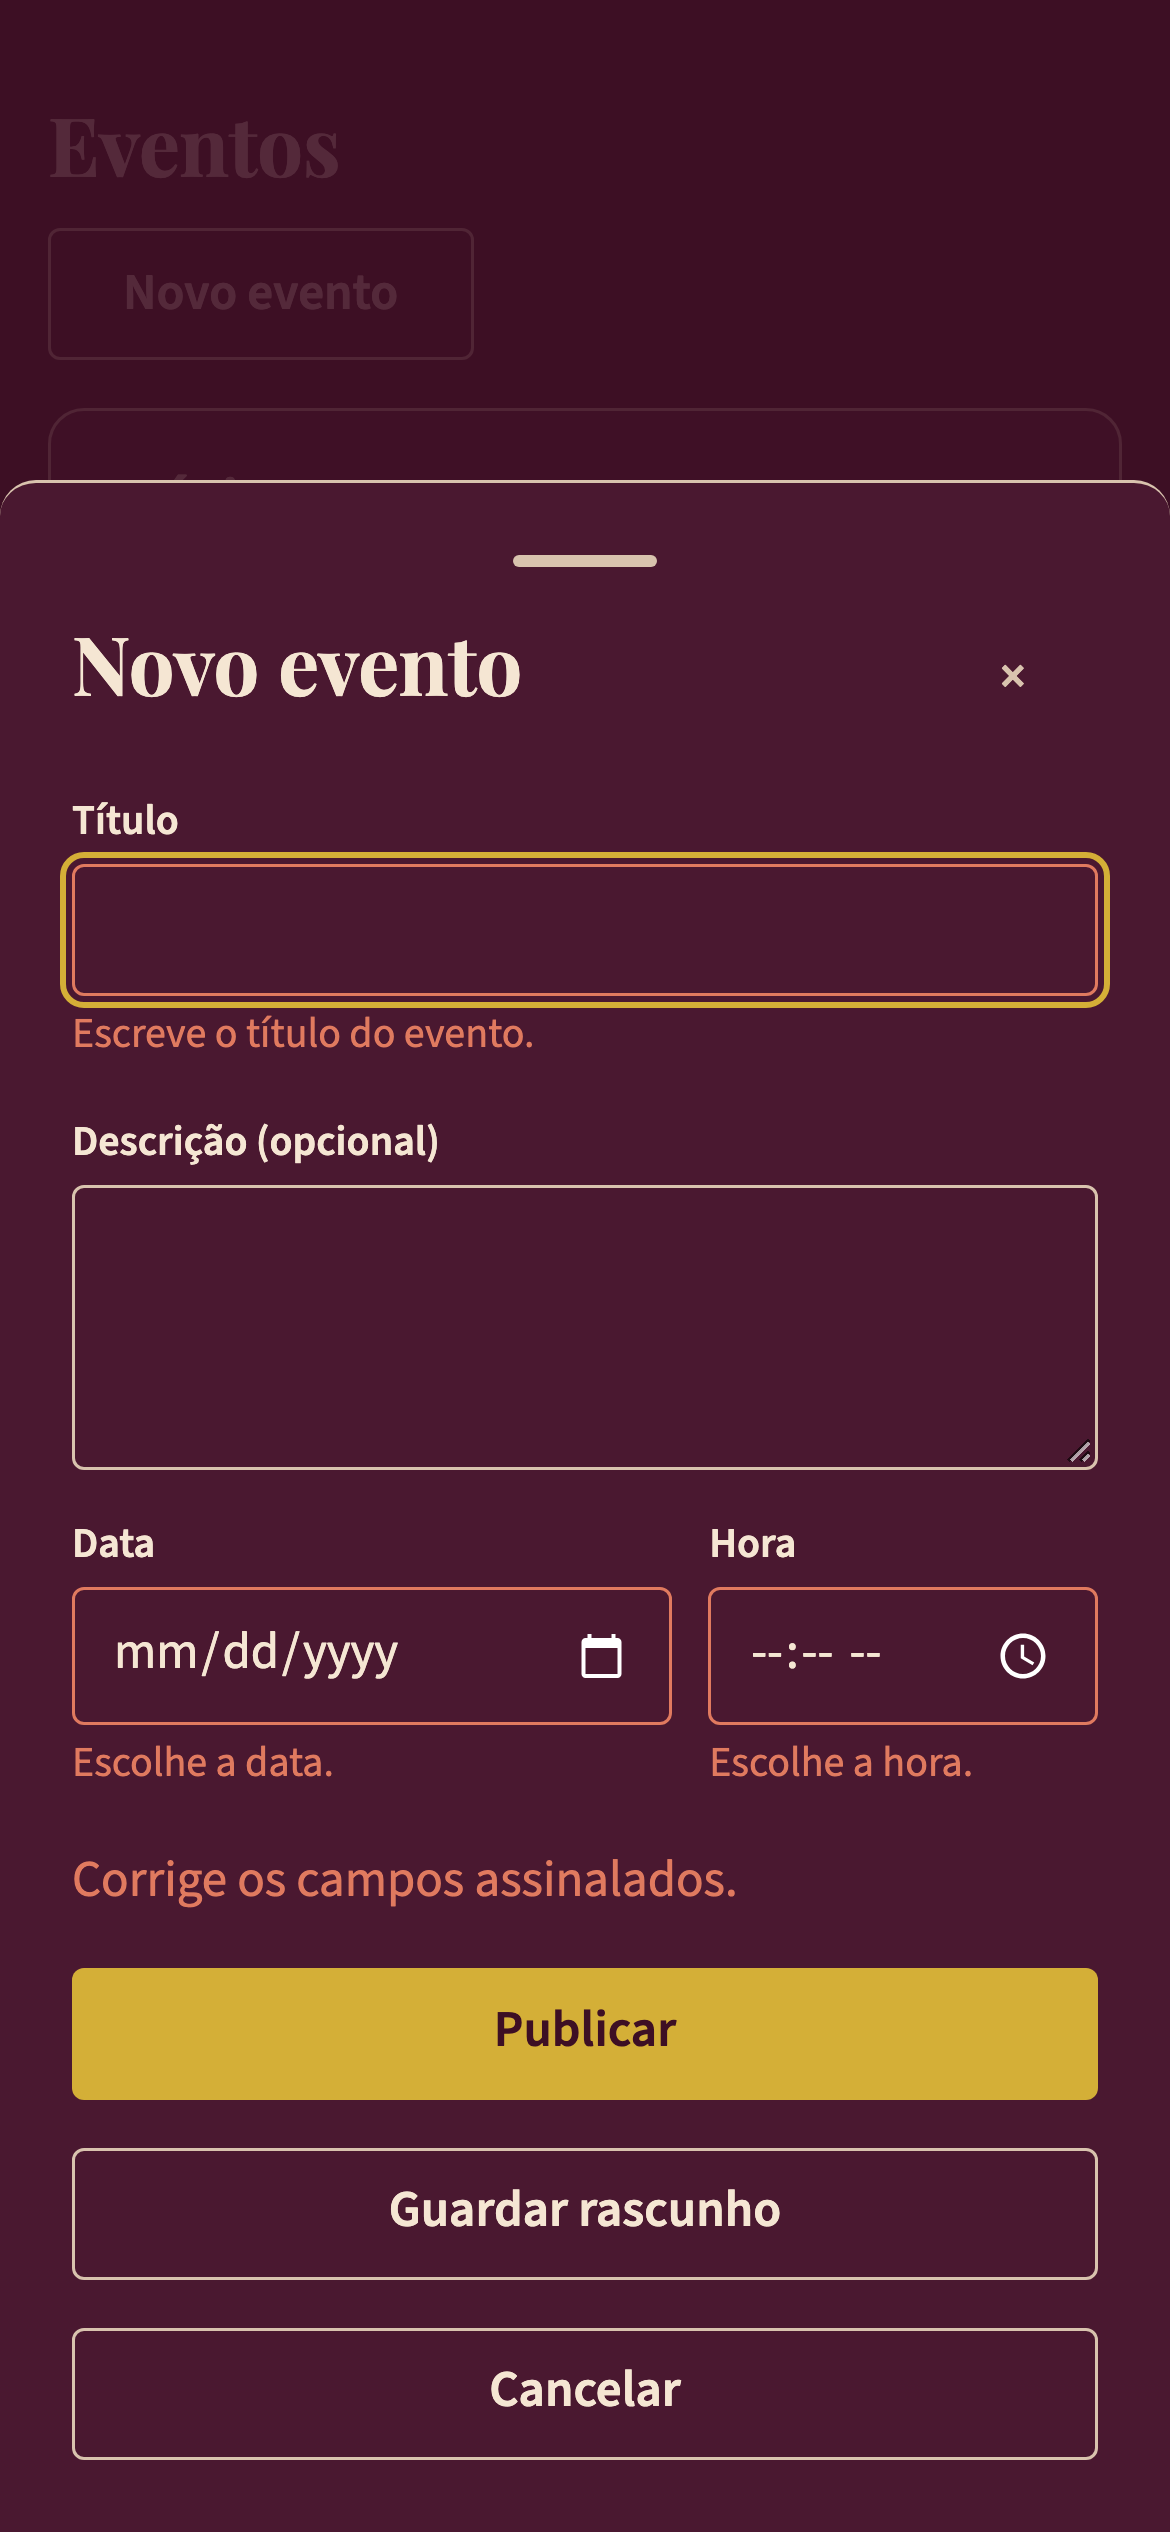 Eventos
Novo evento
Novo evento
×
Título
Escreve o título do evento.
Descrição (opcional)
Data
Hora
mm/dd/yyyy
--:-- --
Escolhe a data.
Escolhe a hora.
Corrige os campos assinalados.
Publicar
Guardar rascunho
Cancelar